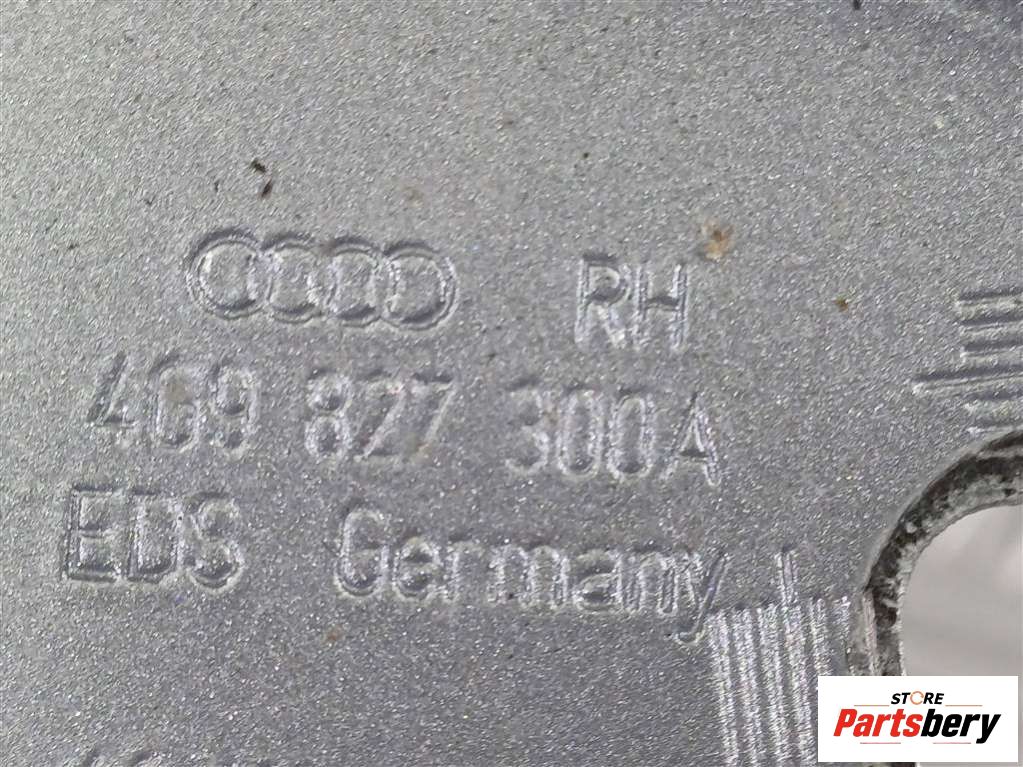 RH
4G9 827 300A
EDS Germany
STORE
Partsbery